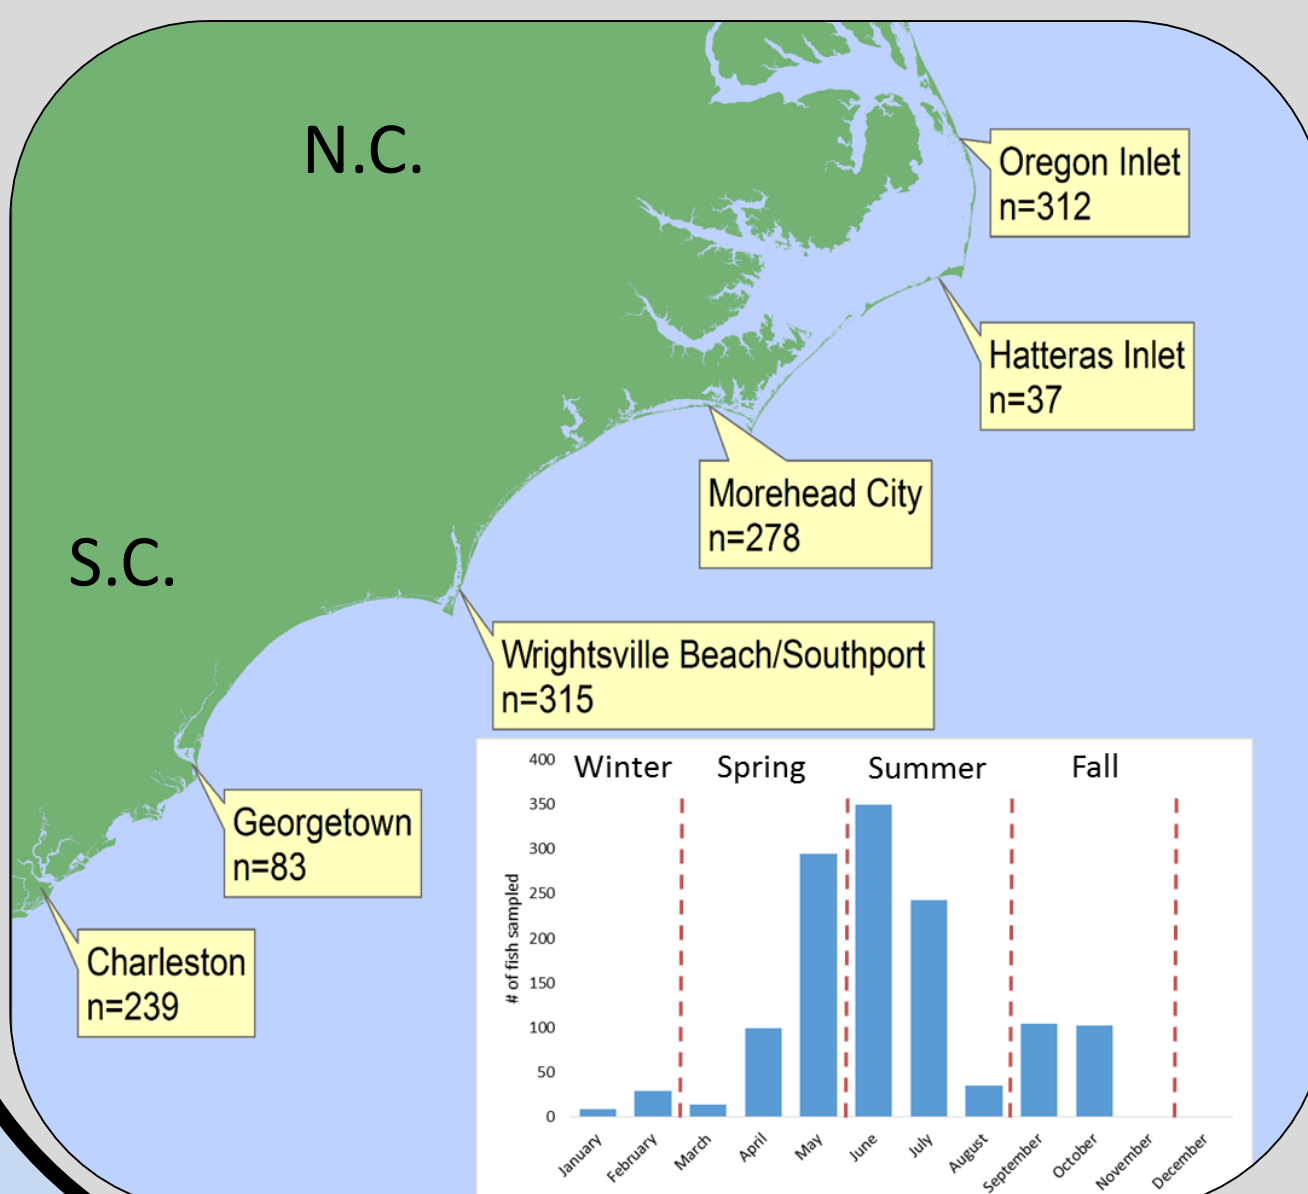 N.C.
Oregon Inlet
n=312
Hatteras Inlet
n=37
Morehead City
n=278
S.C.
Wrightsville Beach/Southport
n=315
Georgetown
n=83
Charleston
n=239
Winter
Spring
Summer
Fall
# of fish sampled
400
350
300
250
200
150
100
50
0
January
February
March
April
May
June
July
August
September
October
November
December